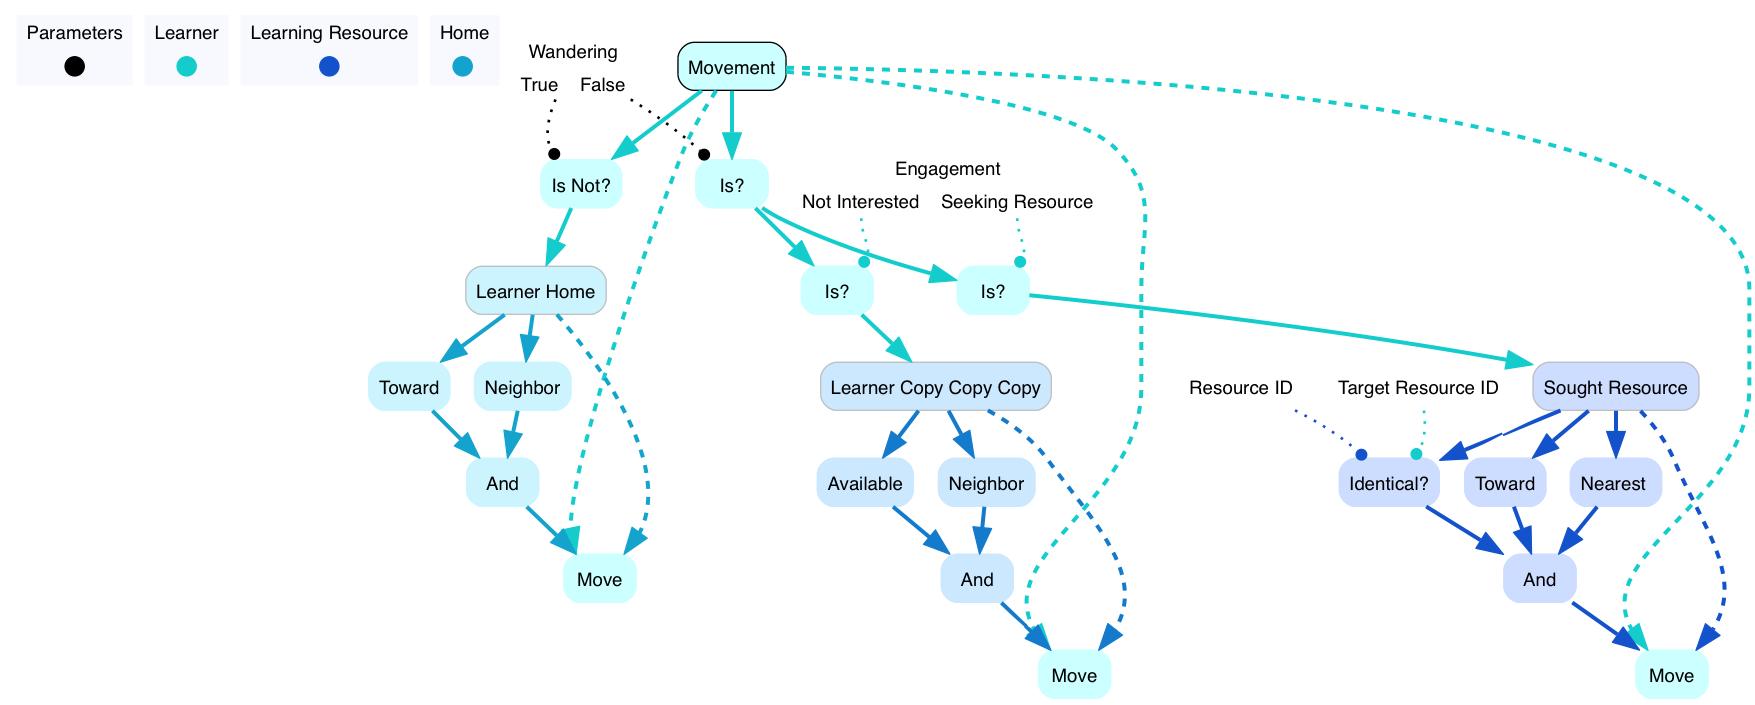 Parameters
Learner
Learning Resource
Home
Wandering
True
False
Movement
Is Not?
Is?
Engagement
Not Interested
Seeking Resource
Learner Home
Is?
Is?
Toward
Neighbor
Learner Copy Copy Copy
Resource ID
Target Resource ID
Sought Resource
And
Available
Neighbor
Identical?
Toward
Nearest
Move
And
And
Move
Move